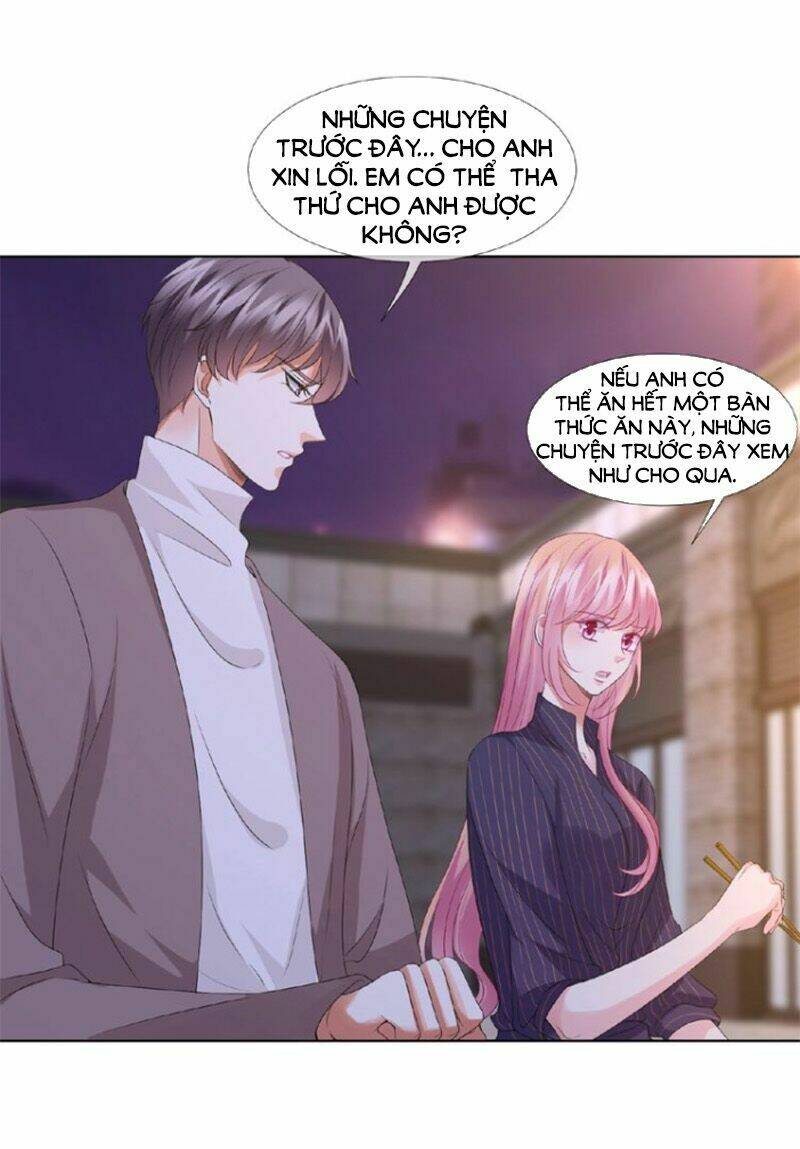 NHỮNG CHUYỆN
TRƯỚC ĐÂY... CHO ANH
XIN LỖI. EM CÓ THỂ THA
THỨ CHO ANH ĐƯỢC
KHÔNG?
NẾU ANH CÓ
THỂ ĂN HẾT MỘT BÀN
THỨC ĂN NÀY, NHỮNG
CHUYỆN TRƯỚC ĐÂY XEM
NHƯ CHO QUA.